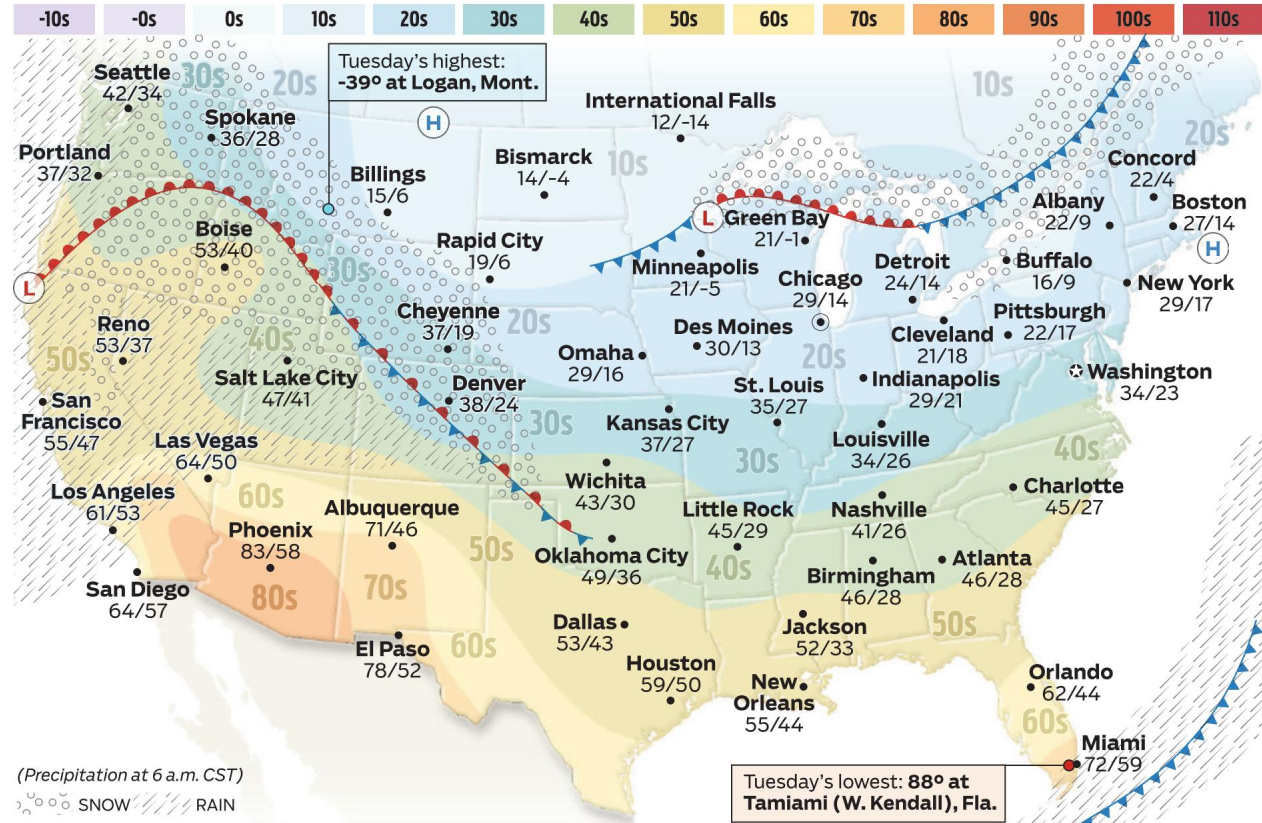 -10s -0s 0s 10s 20s 30s 40s 50s 60s 70s 80s 90s 100s 110s
Tuesday's highest:
-39º at Logan, Mont.
Seattle
42/34
30s
20s
10s
Spokane
36/28
H
International Falls
12/-14
20s
Portland
37/32
Billings
15/6
Bismarck
14/-4
10s
Concord
22/4
Albany
22/9
Boston
27/14
H
Boise
53/40
L
Green Bay
21/-1
Rapid City
19/6
Minneapolis
21/-5
Chicago
29/14
Detroit
24/14
Buffalo
16/9
New York
29/17
L
30s
Reno
53/37
40s
Cheyenne
37/19
20s
Des Moines
30/13
20s
Cleveland
21/18
Pittsburgh
22/17
50s
Omaha
29/16
Salt Lake City
47/41
Denver
38/24
St. Louis
35/27
Indianapolis
29/21
Washington
34/23
San
Francisco
55/47
30s
Kansas City
37/27
Louisville
34/26
40s
Las Vegas
64/50
30s
Los Angeles
61/53
60s
Wichita
43/30
Charlotte
45/27
Albuquerque
71/46
Little Rock
45/29
Nashville
41/26
Phoenix
83/58
50s
Oklahoma City
49/36
40s
Birmingham
46/28
Atlanta
46/28
San Diego
64/57
80s
70s
Dallas
53/43
Jackson
52/33
50s
El Paso
78/52
60s
Houston
59/50
New
Orleans
55/44
Orlando
62/44
60s
Miami
72/59
(Precipitation at 6 a.m. CST)
SNOW RAIN
Tuesday's lowest: 88º at
Tamiami (W. Kendall), Fla.